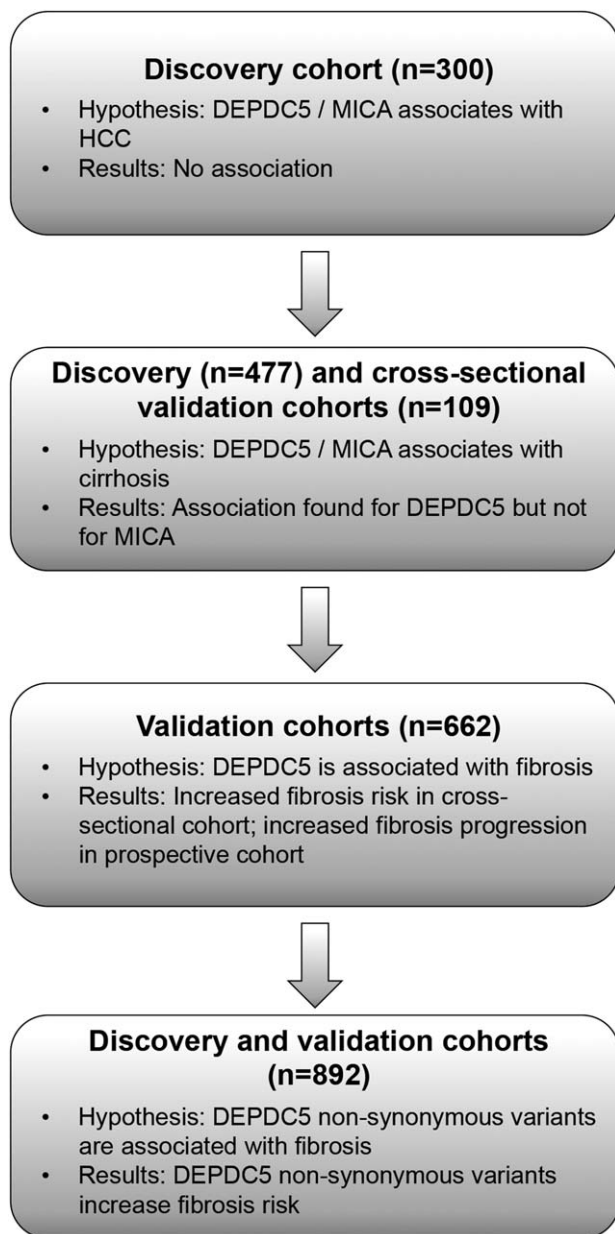 Discovery cohort (n=300)
• Hypothesis: DEPDC5 / MICA associates with
HCC
• Results: No association
Discovery (n=477) and cross-sectional
validation cohorts (n=109)
• Hypothesis: DEPDC5 / MICA associates with
cirrhosis
• Results: Association found for DEPDC5 but not
for MICA
Validation cohorts (n=662)
• Hypothesis: DEPDC5 is associated with fibrosis
• Results: Increased fibrosis risk in cross-
sectional cohort; increased fibrosis progression
in prospective cohort
Discovery and validation cohorts
(n=892)
• Hypothesis: DEPDC5 non-synonymous variants
are associated with fibrosis
• Results: DEPDC5 non-synonymous variants
increase fibrosis risk